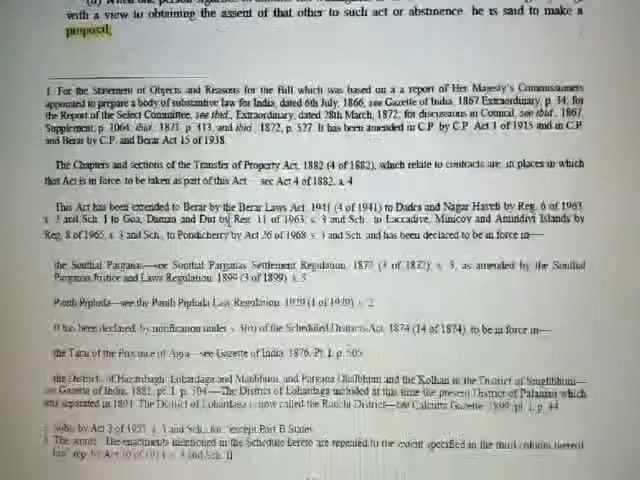 with a view to obtaining the assent of that other to such act or abstinence he is said to make a
proposal.
1. For the Statement of Objects and Reasons for the Bill which was based on a a report of Her Majesty's Commissioners
appointed to prepare a body of substantive law for India, dated 6th July, 1866, see Gazette of India, 1867 Extraordinary, p. 34, for
the Report of the Select Committee, see ibid., Extraordinary, dated 28th March, 1872; for discussions in Council, see ibid., 1867,
Supplement, p. 1064, ibid., 1871, p. 313, and ibid., 1872, p. 527. It has been amended in C.P. by C.P. Act 1 of 1915 and in C.P.
and Berar by C.P. and Berar Act 15 of 1938
The Chapters and sections of the Transfer of Property Act, 1882 (4 of 1882), which relate to contracts are, in places in which
that Act is in force, to be taken as part of this Act— see Act 4 of 1882, s. 4
This Act has been extended to Berar by the Berar Laws Act, 1941 (4 of 1941) to Dadra and Nagar Haveli by Reg. 6 of 1963,
s. 2 and Sch. I to Goa, Daman and Diu by Reg. 11 of 1963, s. 3 and Sch., to Laccadive, Minicoy and Amindivi Islands by
Reg. 8 of 1965, s. 3 and Sch., to Pondicherry by Act 26 of 1968 s. 3 and Sch. and has been declared to be in force in—
the Sonthal Parganas—see Sonthal Parganas Settlement Regulation, 1872 (3 of 1872), s. 3, as amended by the Sonthal
Parganas Justice and Laws Regulation, 1899 (3 of 1899) s. 3
Panth Piploda—see the Panth Piploda Law Regulation, 1929 (1 of 1929) s. 2
It has been declared, by notification under s. 3(a) of the Scheduled Districts Act, 1874 (14 of 1874), to be in force in—
the Tarai of the Province of Agra—see Gazette of India, 1876, Pt. I, p. 505
the Districts of Hazaribagh, Lohardaga and Manbhum, and Pargana Dhalbhum and the Kolhan in the District of Singhbhum—
see Gazette of India, 1881, pt. I, p. 504—The District of Lohardaga included at this time the present District of Palamau which
was separated in 1894. The District of Lohardaga is now called the Ranchi District—see Calcutta Gazette, 1899, pt. I, p. 44
2. Subs. by Act 3 of 1951, s. 3 and Sch., for "except Part B States
3. The words "The enactments mentioned in the Schedule hereto are repealed to the extent specified in the third column thereof,
but" rep. by Act 10 of 1914, s. 3 and Sch. II